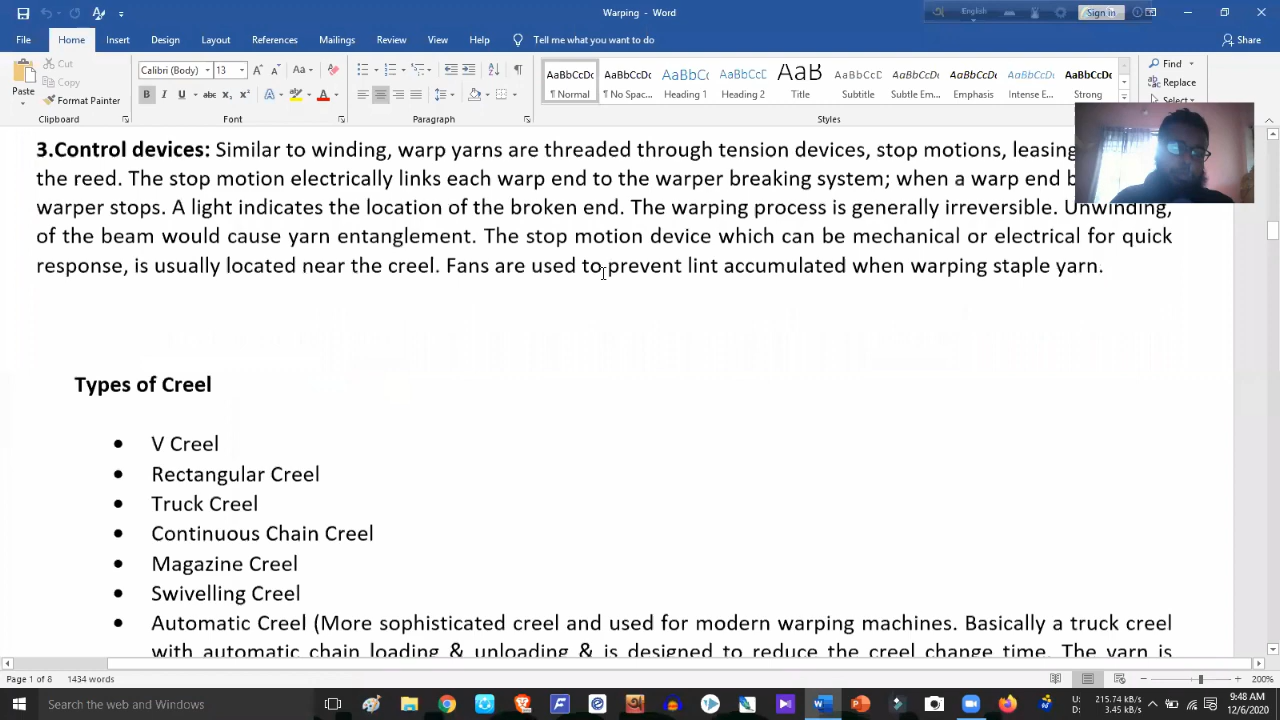 Warping - Word
English
Sign in
File Home Insert Design Layout References Mailings Review View Help Tell me what you want to do Share
Paste
Cut
Copy
Format Painter
Clipboard
Calibri (Body) 13
Font
Paragraph
AaBbCcDc AaBbCcDc AaBbCc AaBbCcC AaB AaBbCcD AaBbCcDc AaBbCcDc AaBbCcDc AaBbCcDc
¶ Normal ¶ No Spac... Heading 1 Heading 2 Title Subtitle Subtle Em... Emphasis Intense E... Strong
Styles
Find
Replace
Select
3.Control devices: Similar to winding, warp yarns are threaded through tension devices, stop motions, leasing
the reed. The stop motion electrically links each warp end to the warper breaking system; when a warp end
warper stops. A light indicates the location of the broken end. The warping process is generally irreversible. Unwinding,
of the beam would cause yarn entanglement. The stop motion device which can be mechanical or electrical for quick
response, is usually located near the creel. Fans are used to prevent lint accumulated when warping staple yarn.
Types of Creel
• V Creel
• Rectangular Creel
• Truck Creel
• Continuous Chain Creel
• Magazine Creel
• Swivelling Creel
• Automatic Creel (More sophisticated creel and used for modern warping machines. Basically a truck creel
with automatic chain loading & unloading & is designed to reduce the creel change time. The yarn is
Page 1 of 8 1434 words
200%
Search the web and Windows
U: 215.74 kB/s
D: 3.45 kB/s
9:48 AM
12/6/2020